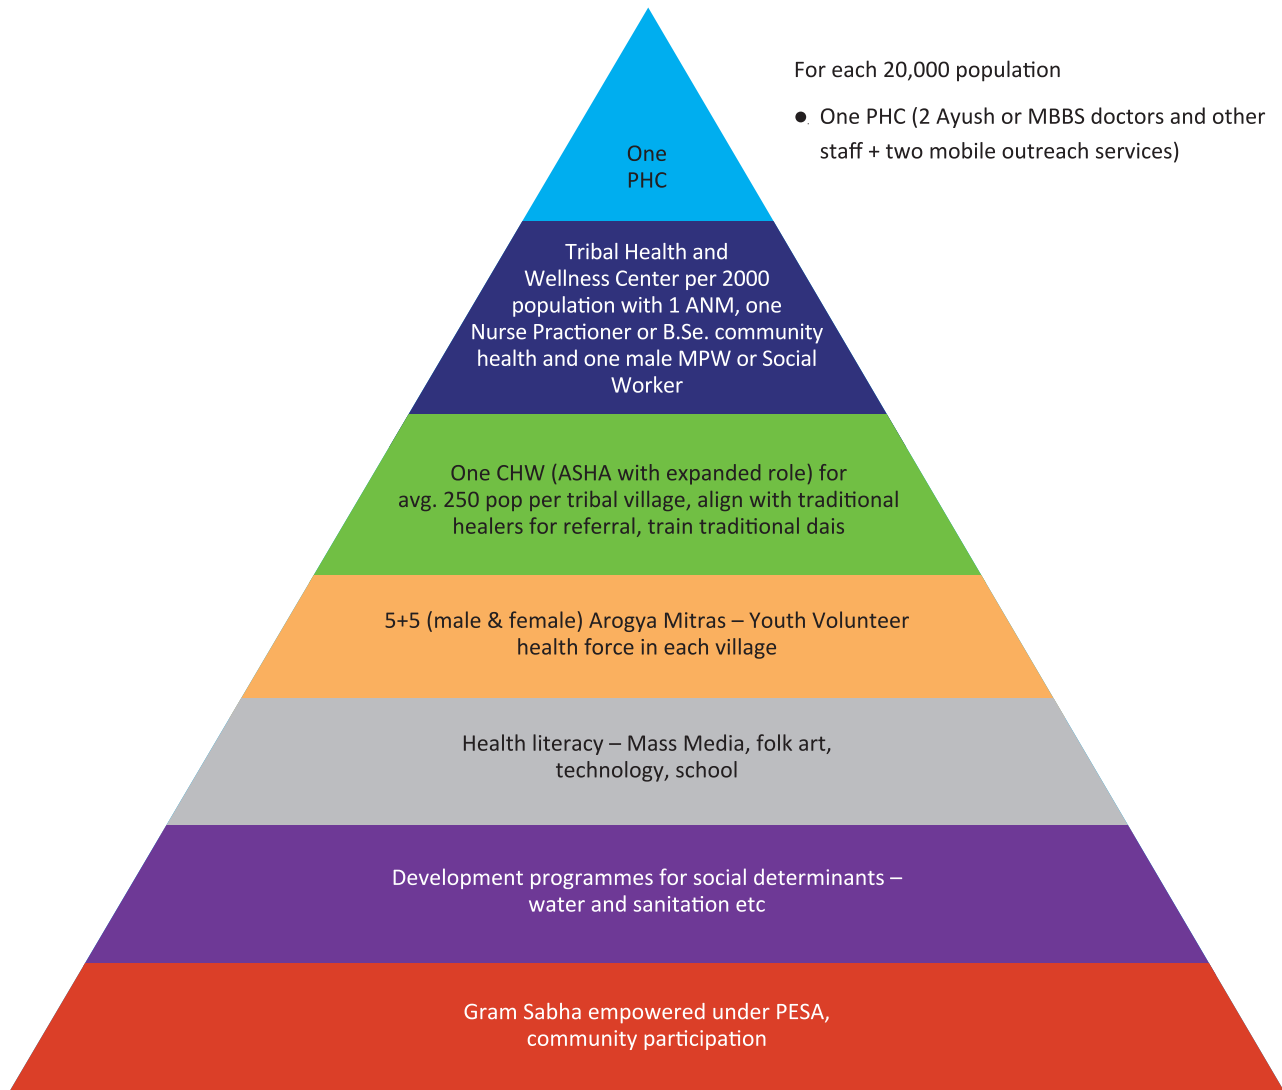 For each 20,000 population
● One PHC (2 Ayush or MBBS doctors and other
staff + two mobile outreach services)
One
PHC
Tribal Health and
Wellness Center per 2000
population with 1 ANM, one
Nurse Practioner or B.Se. community
health and one male MPW or Social
Worker
One CHW (ASHA with expanded role) for
avg. 250 pop per tribal village, align with traditional
healers for referral, train traditional dais
5+5 (male & female) Arogya Mitras – Youth Volunteer
health force in each village
Health literacy – Mass Media, folk art,
technology, school
Development programmes for social determinants –
water and sanitation etc
Gram Sabha empowered under PESA,
community participation